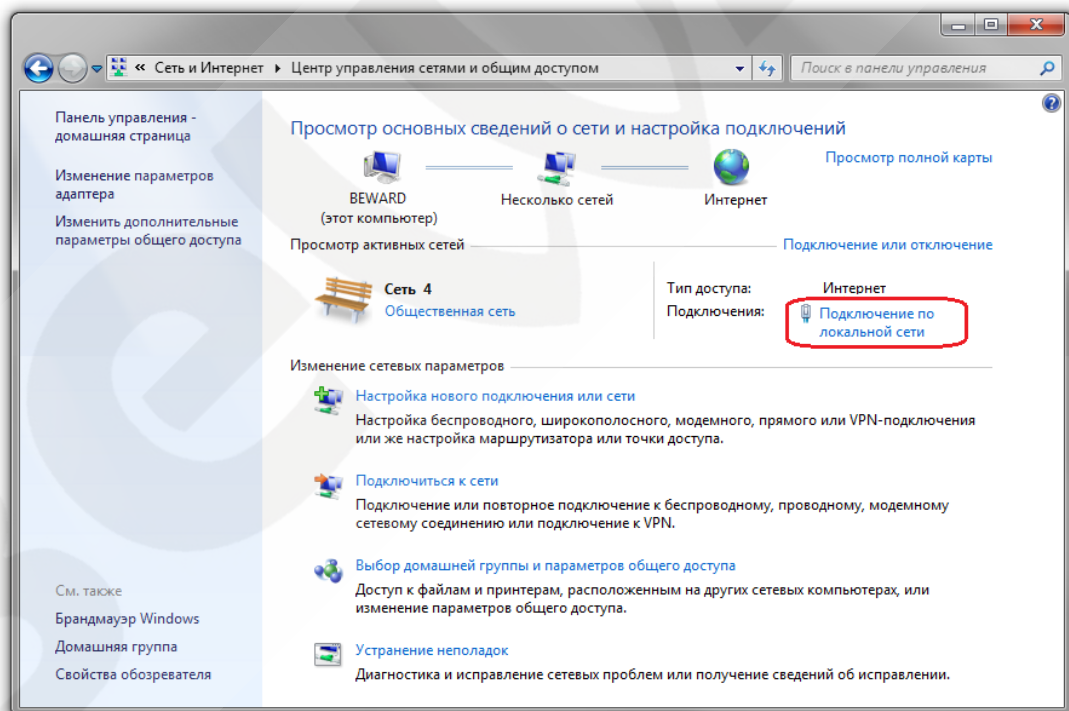 « Сеть и Интернет ▸ Центр управления сетями и общим доступом
Поиск в панели управления
Панель управления -
домашняя страница
Изменение параметров
адаптера
Изменить дополнительные
параметры общего доступа
См. также
Брандмауэр Windows
Домашняя группа
Свойства обозревателя
Просмотр основных сведений о сети и настройка подключений
Просмотр полной карты
BEWARD
(этот компьютер)
Несколько сетей
Интернет
Просмотр активных сетей
Подключение или отключение
Сеть 4
Общественная сеть
Тип доступа: Интернет
Подключения: Подключение по
локальной сети
Изменение сетевых параметров
Настройка нового подключения или сети
Настройка беспроводного, широкополосного, модемного, прямого или VPN-подключения
или же настройка маршрутизатора или точки доступа.
Подключиться к сети
Подключение или повторное подключение к беспроводному, проводному, модемному
сетевому соединению или подключение к VPN.
Выбор домашней группы и параметров общего доступа
Доступ к файлам и принтерам, расположенным на других сетевых компьютерах, или
изменение параметров общего доступа.
Устранение неполадок
Диагностика и исправление сетевых проблем или получение сведений об исправлении.